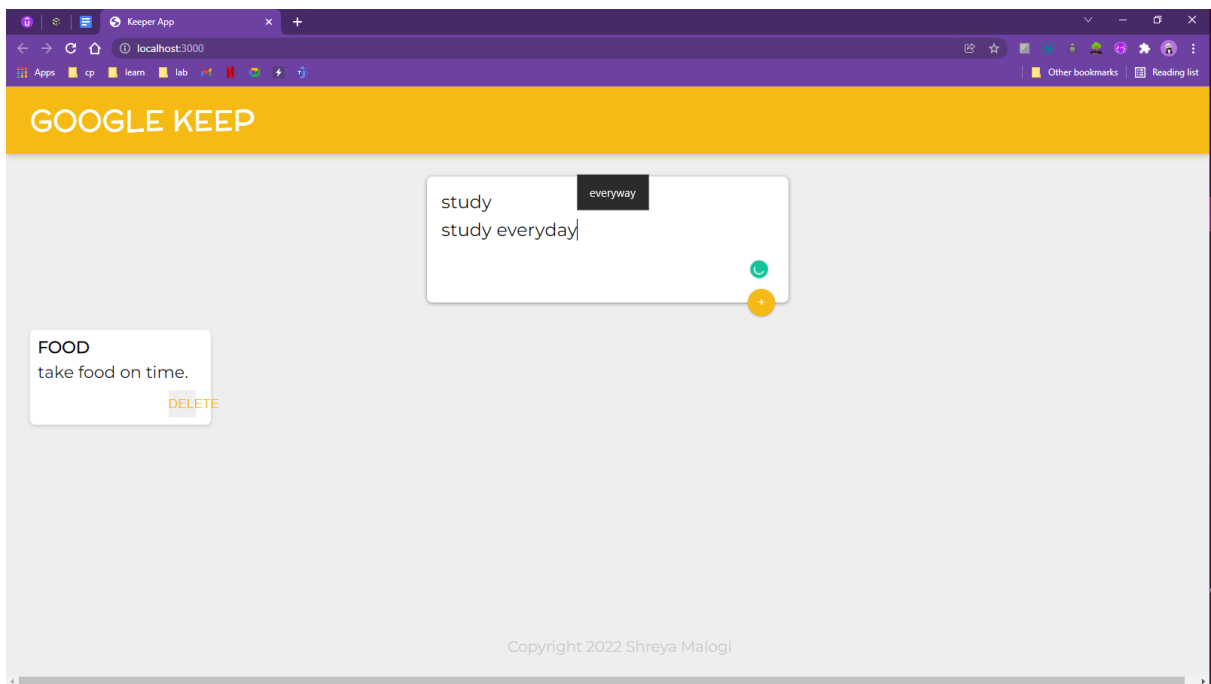 Keeper App
localhost:3000
Apps cp learn lab Other bookmarks Reading list
GOOGLE KEEP
everyway
study
study everyday
+
FOOD
take food on time.
DELETE
Copyright 2022 Shreya Malogi